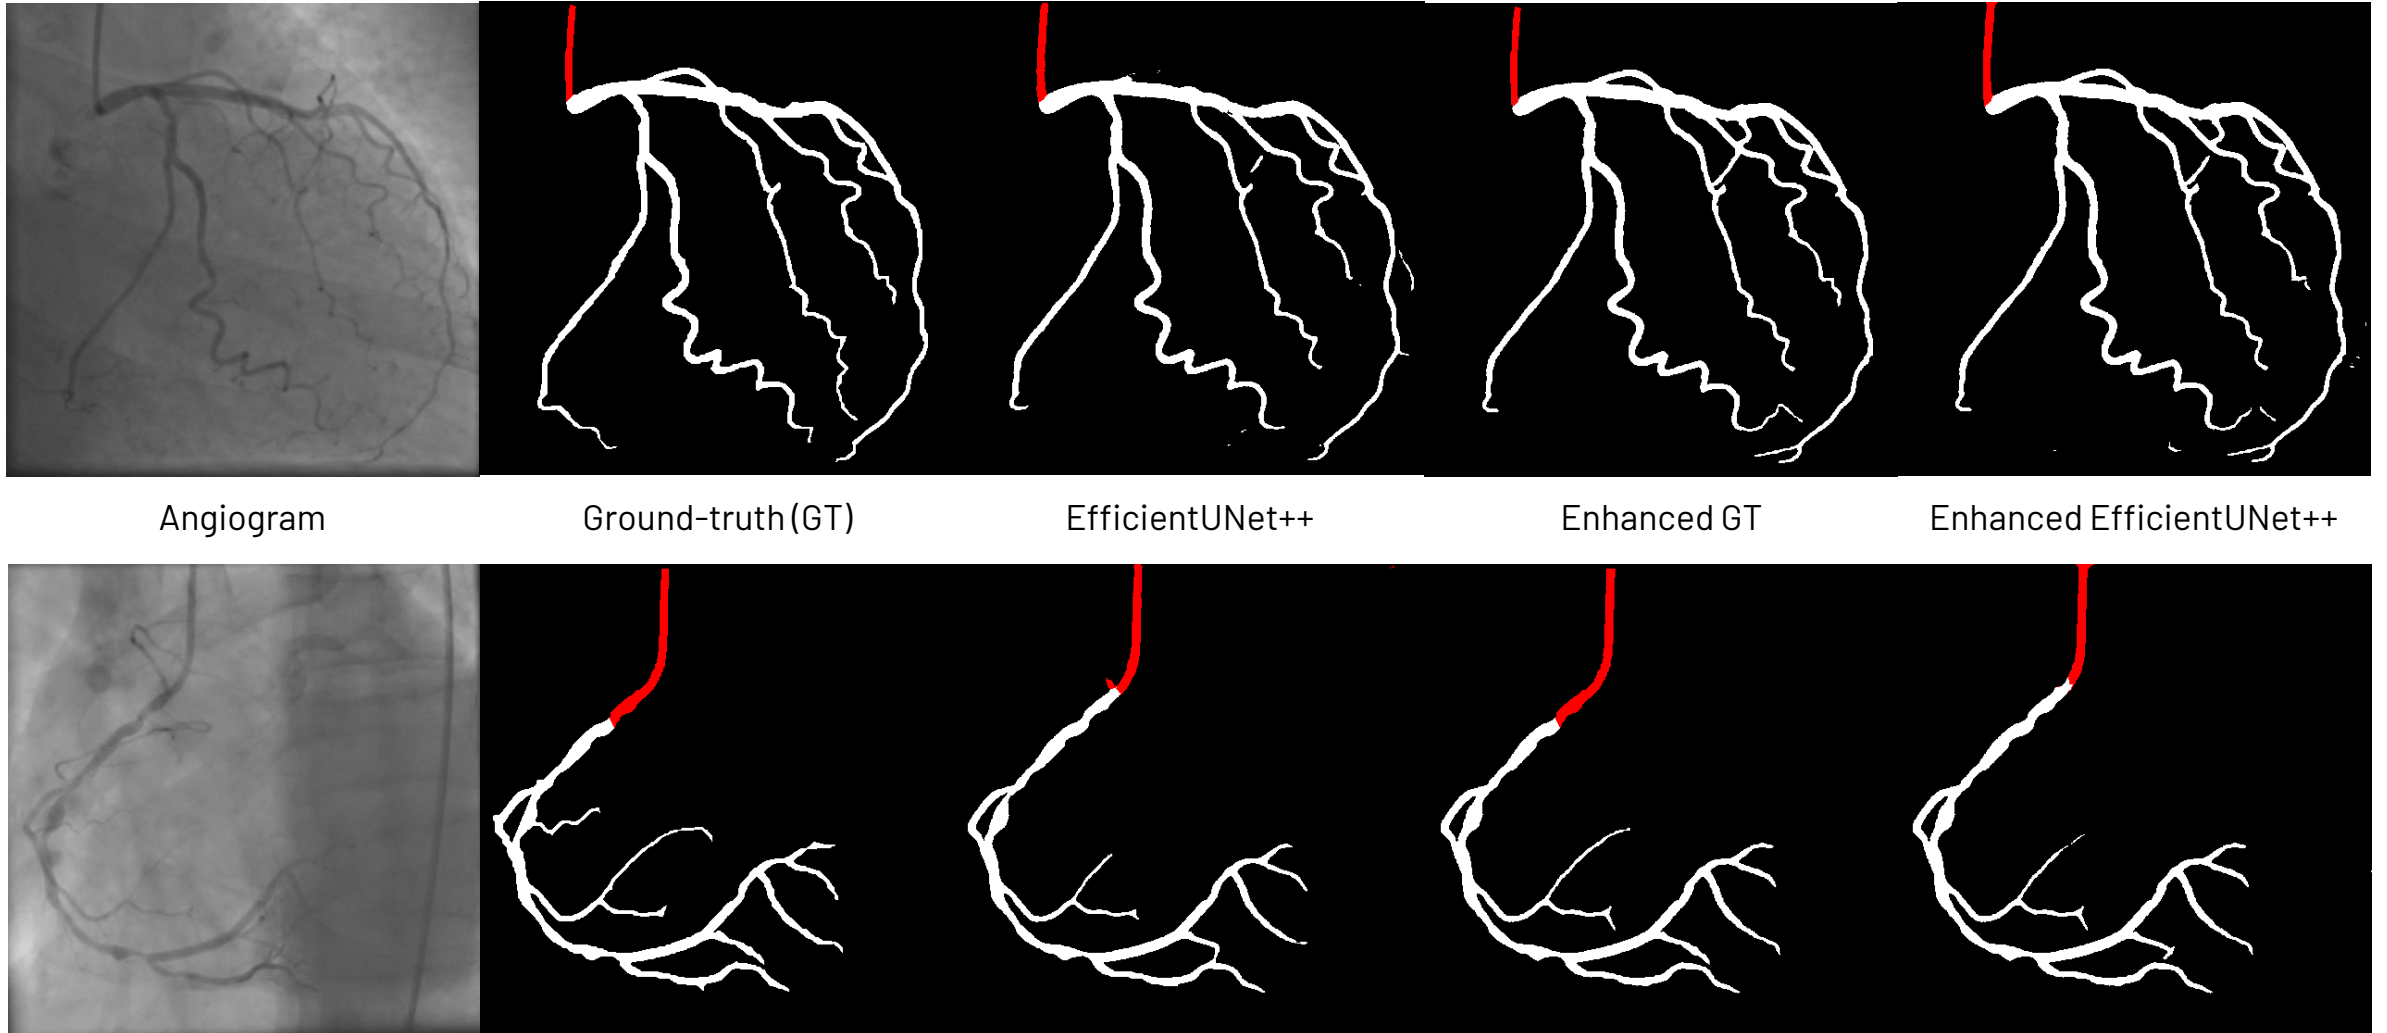 Angiogram
Ground-truth (GT)
EfficientUNet++
Enhanced GT
Enhanced EfficientUNet++